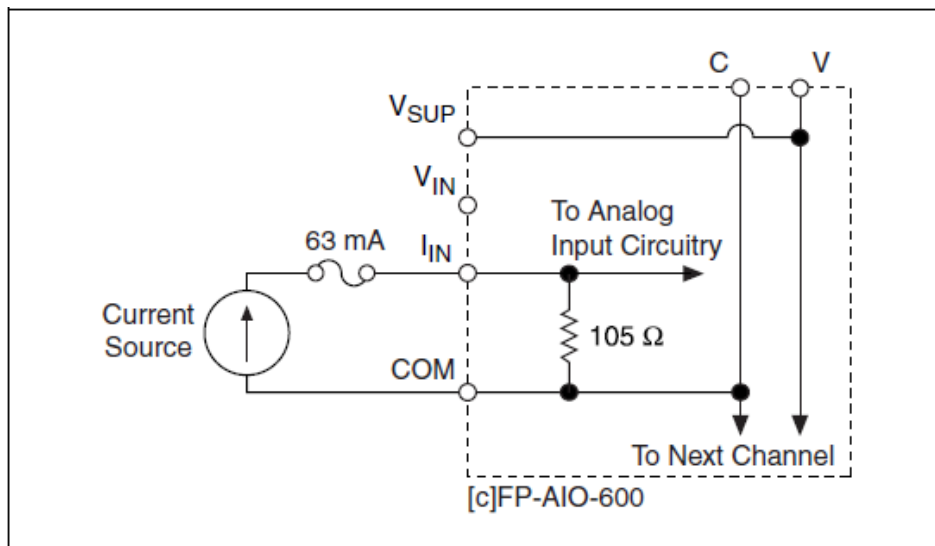 C
V
VSUP
VIN
To Analog
Input Circuitry
63 mA
IIN
Current
Source
105 Ω
COM
To Next Channel
[c]FP-AIO-600